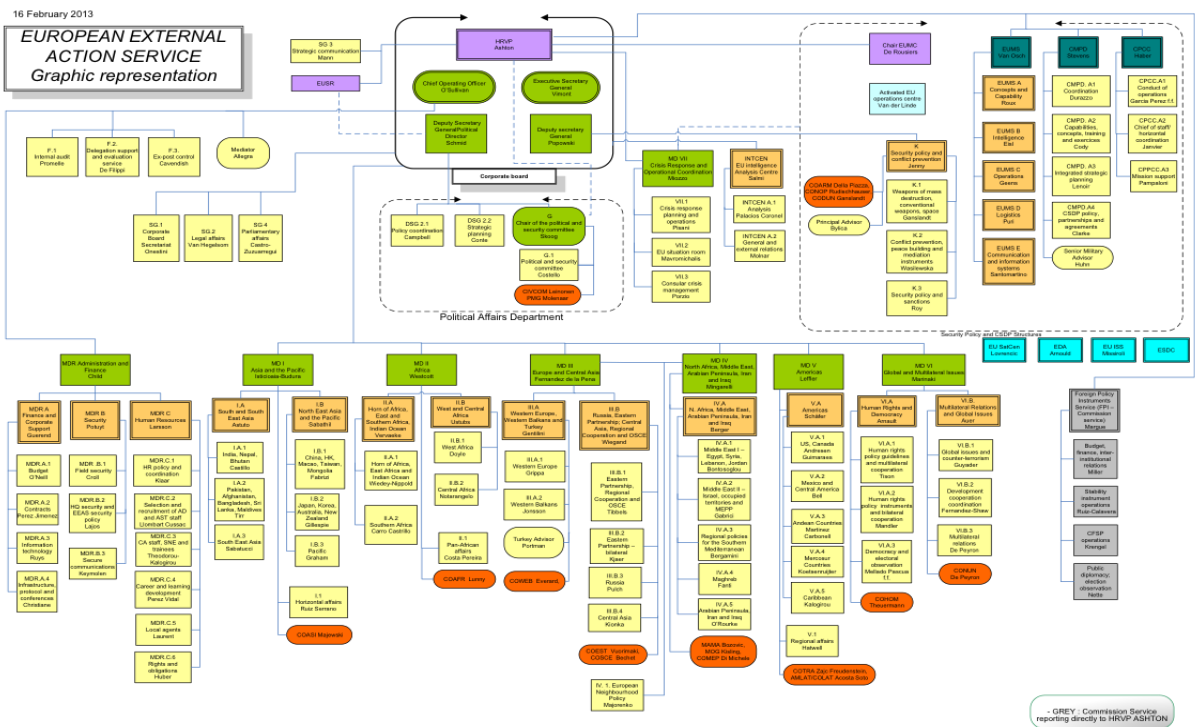 16 February 2013
EUROPEAN EXTERNAL
ACTION SERVICE
Graphic representation
SG 3
Strategic communication
Mann
EUSR
HRVP
Ashton
Chief Operating Officer
O'Sullivan
Executive Secretary
General
Vimont
Deputy Secretary
General/Political
Director
Schmid
Deputy secretary
General
Popowski
Corporate board
Chair EUMC
De Rousiers
Activated EU
operations centre
Van der Linde
EUMS
CMPD
Stevens
CPCC
Haber
EUMS A
Concepts and
Capability
Roux
EUMS B
Intelligence
EUMS C
Operations
Geens
EUMS D
Logistics
Puri
EUMS E
Communication
and information
systems
Santomartino
CMPD. A1
Coordination
Durazzo
CMPD. A2
Capabilities,
concepts, training
and exercises
Cody
CMPD. A3
Integrated strategic
planning
Lenoir
CMPD.A4
CSDP policy,
partnerships and
agreements
Clarke
Senior Military
Advisor
Huhn
CPCC.A1
Conduct of
operations
Garcia Perez f.f.
CPCC.A2
Chief of staff/
horizontal
coordination
Janvier
CPPCC.A3
Mission support
Pampaloni
F.1
Internal audit
Promelle
F.2.
Delegation support
and evaluation
service
De Filippi
F.3.
Ex-post control
Cavendish
Mediator
Allegra
SG.1
Corporate
Board
Secretariat
Onestini
SG.2
Legal affairs
Van Hegelsom
SG.4
Parliamentary
affairs
Castro-
DSG.2.1
Policy coordination
Campbell
DSG 2.2
Strategic
planning
Conte
G.
Chair of the political and
security committee
Skoog
G.1
Political and security
committee
Costello
CIVCOM
PMG Molenaar
Political Affairs Department
MD VII
Crisis Response and
Operational Coordination
Miozzo
VII.1
Crisis response
planning and
operations
Pisani
VII.2
EU situation room
Mavromichalis
VII.3
Consular crisis
management
Ponzio
INTCEN
EU intelligence
Analysis Centre
Salmi
INTCEN A.1
Analysis
Palacios Coronel
INTCEN A.2
General and
external relations
Molnar
K
Security policy and
conflict prevention
Jenny
COARM Della Piazza,
CONOP Rudischhauser
CODUN Ganslandt
Principal Advisor
Bylica
K.1
Weapons of mass
destruction,
conventional
weapons, space
Ganslandt
K.2
Conflict prevention,
peace building and
mediation
instruments
Wasilewska
K.3
Security policy and
sanctions
Roy
Security Policy and CSDP Structures
EU SatCen
EDA
Arnould
EU ISS
Missiroli
ESDC
MDR Administration and
Finance
Child
MDR.A
Finance and
Corporate
Support
Guerend
MDR B
Security
Potuyt
MDR C
Human Resources
Larsson
MDR.A.1
Budget
O'Neill
MDR.A.2
Contracts
Perez Jimenez
MDR.A.3
Information
technology
Ruys
MDR.A.4
Infrastructure,
protocol and
conferences
Christiane
MDR .B.1
Field security
Croll
MDR.B.2
HQ security and
EEAS security
policy
Lajos
MDR.B.3
Secure
communications
Keymolen
MDR.C.1
HR policy and
coordination
Klaar
MDR.C.2
Selection and
recruitment of AD
and AST staff
Llombart Cussac
MDR.C.3
CA staff, SNE and
trainees
Theodorou-
Kalogirou
MDR.C.4
Career and learning
development
Perez Vidal
MDR.C.5
Local agents
Laurent
MDR.C.6
Rights and
obligations
Huber
MD I
Asia and the Pacific
I.A
South and South
East Asia
Astuto
I.B
North East Asia
and the Pacific
Sabathil
I.A.1
India, Nepal,
Bhutan
Castillo
I.A.2
Pakistan,
Afghanistan,
Bangladesh, Sri
Lanka, Maldives
Tirr
I.A.3
South East Asia
Sabatucci
I.B.1
China, HK,
Macao, Taiwan,
Mongolia
Fabrizi
I.B.2
Japan, Korea,
Australia, New
Zealand
Gillespie
I.B.3
Pacific
Graham
I.1
Horizontal affairs
Ruiz Serrano
COASI Majewski
MD II
Africa
Westcott
II.A
Horn of Africa,
East and
Southern Africa,
Indian Ocean
Vervaeke
II.B
West and Central
Africa
II.A.1
Horn of Africa,
East Africa and
Indian Ocean
Wiedey-Nippold
II.A.2
Southern Africa
Carro Castrillo
II.B.1
West Africa
Doyle
II.B.2
Central Africa
Notarangelo
II.1
Pan-African
affairs
Costa Pereira
COAFR Lunny
MD III
Europe and Central Asia
Fernandez de la Pena
III.A
Western Europe,
Western Balkans and
Turkey
Gentilini
III.B
Russia, Eastern
Partnership, Central
Asia, Regional
Cooperation and OSCE
Wiegand
III.A.1
Western Europe
Grippa
III.A.2
Western Balkans
Jonsson
Turkey Advisor
Portman
COWEB Everard,
III.B.1
Eastern
Partnership,
Regional
Cooperation and
OSCE
Tibbels
III.B.2
Eastern
Partnership –
bilateral
Kjaer
III.B.3
Russia
Pulch
III.B.4
Central Asia
Kionka
COEST Vuorimaki,
COSCE Bechet
IV. 1. European
Neighbourhood
Policy
Majorenko
MD IV
North Africa, Middle East,
Arabian Peninsula, Iran
and Iraq
Mingarelli
IV.A
N. Africa, Middle East,
Arabian Peninsula, Iran
and Iraq
Berger
IV.A.1
Middle East I –
Egypt, Syria,
Lebanon, Jordan
Bontosoglou
IV.A.2
Middle East II –
Israel, occupied
territories and
MEPP
Gabrici
IV.A.3
Regional policies
for the Southern
Mediterranean
Bergamini
IV.A.4
Maghreb
Fanti
IV.A.5
Arabian Peninsula,
Iran and Iraq
O'Rourke
MAMA Bozovic,
MOG Kisling,
COMEP Di Michele
MD V
Americas
Leffler
V.A
Americas
Schäfer
V.A.1
US, Canada
Andresen
Guimaraes
V.A.2
Mexico and
Central America
Bell
V.A.3
Andean Countries
Martinez
Carbonell
V.A.4
Mercosur
Countries
Koetsenruijter
V.A.5
Caribbean
Kalogirou
V.1
Regional affairs
Halwell
COTRA Zajc Freudenstein,
AMLAT/COLAT Acosta Soto
MD VI
Global and Multilateral Issues
Marinaki
VI.A
Human Rights and
Democracy
Arnault
VI.B.
Multilateral Relations
and Global Issues
Auer
VI.A.1
Human rights
policy guidelines
and multilateral
cooperation
Tison
VI.A.2
Human rights
policy instruments
and bilateral
cooperation
Mander
VI.A.3
Democracy and
electoral
observation
Mellado Pascua
f.f.
COHOM
Theuermann
VI.B.1
Global issues and
counter-terrorism
Guyader
VI.B.2
Development
cooperation
coordination
Fernandez-Shaw
VI.B.3
Multilateral
relations
De Peyron
CONUN
De Peyron
Foreign Policy
Instruments
Service (FPI –
Commission
service)
Mergue
Budget,
finance, inter-
institutional
relations
Miller
Stability
instrument
Operations
Ruiz-Calavera
CFSP
operations
Krengel
Public
diplomacy;
election
observation
Notte
- GREY : Commission Service
reporting directly to HRVP ASHTON